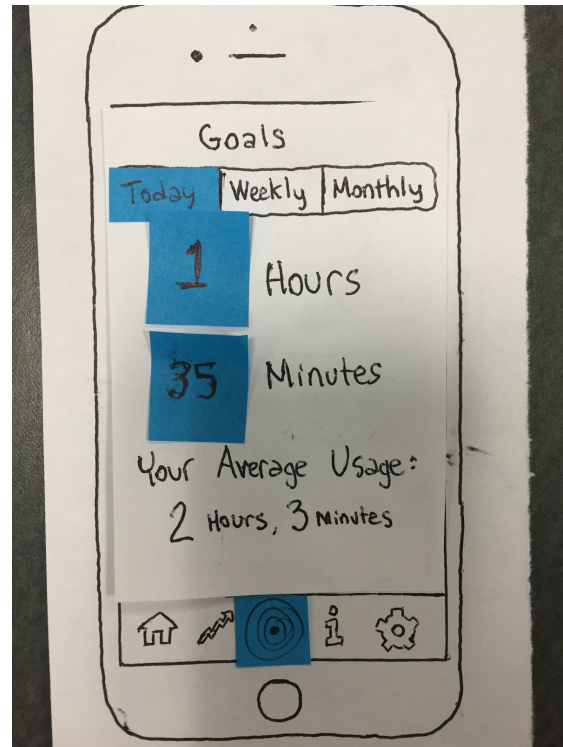 Goals
Today Weekly Monthly
1 Hours
35 Minutes
Your Average Usage:
2 Hours, 3 Minutes
i